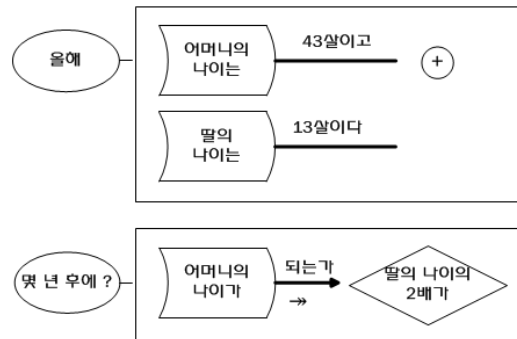 올해
어머니의
나이는
43살이고
+
딸의
나이는
13살이다
몇 년 후에 ?
어머니의
나이가
되는가
↠
딸의 나이의
2배가